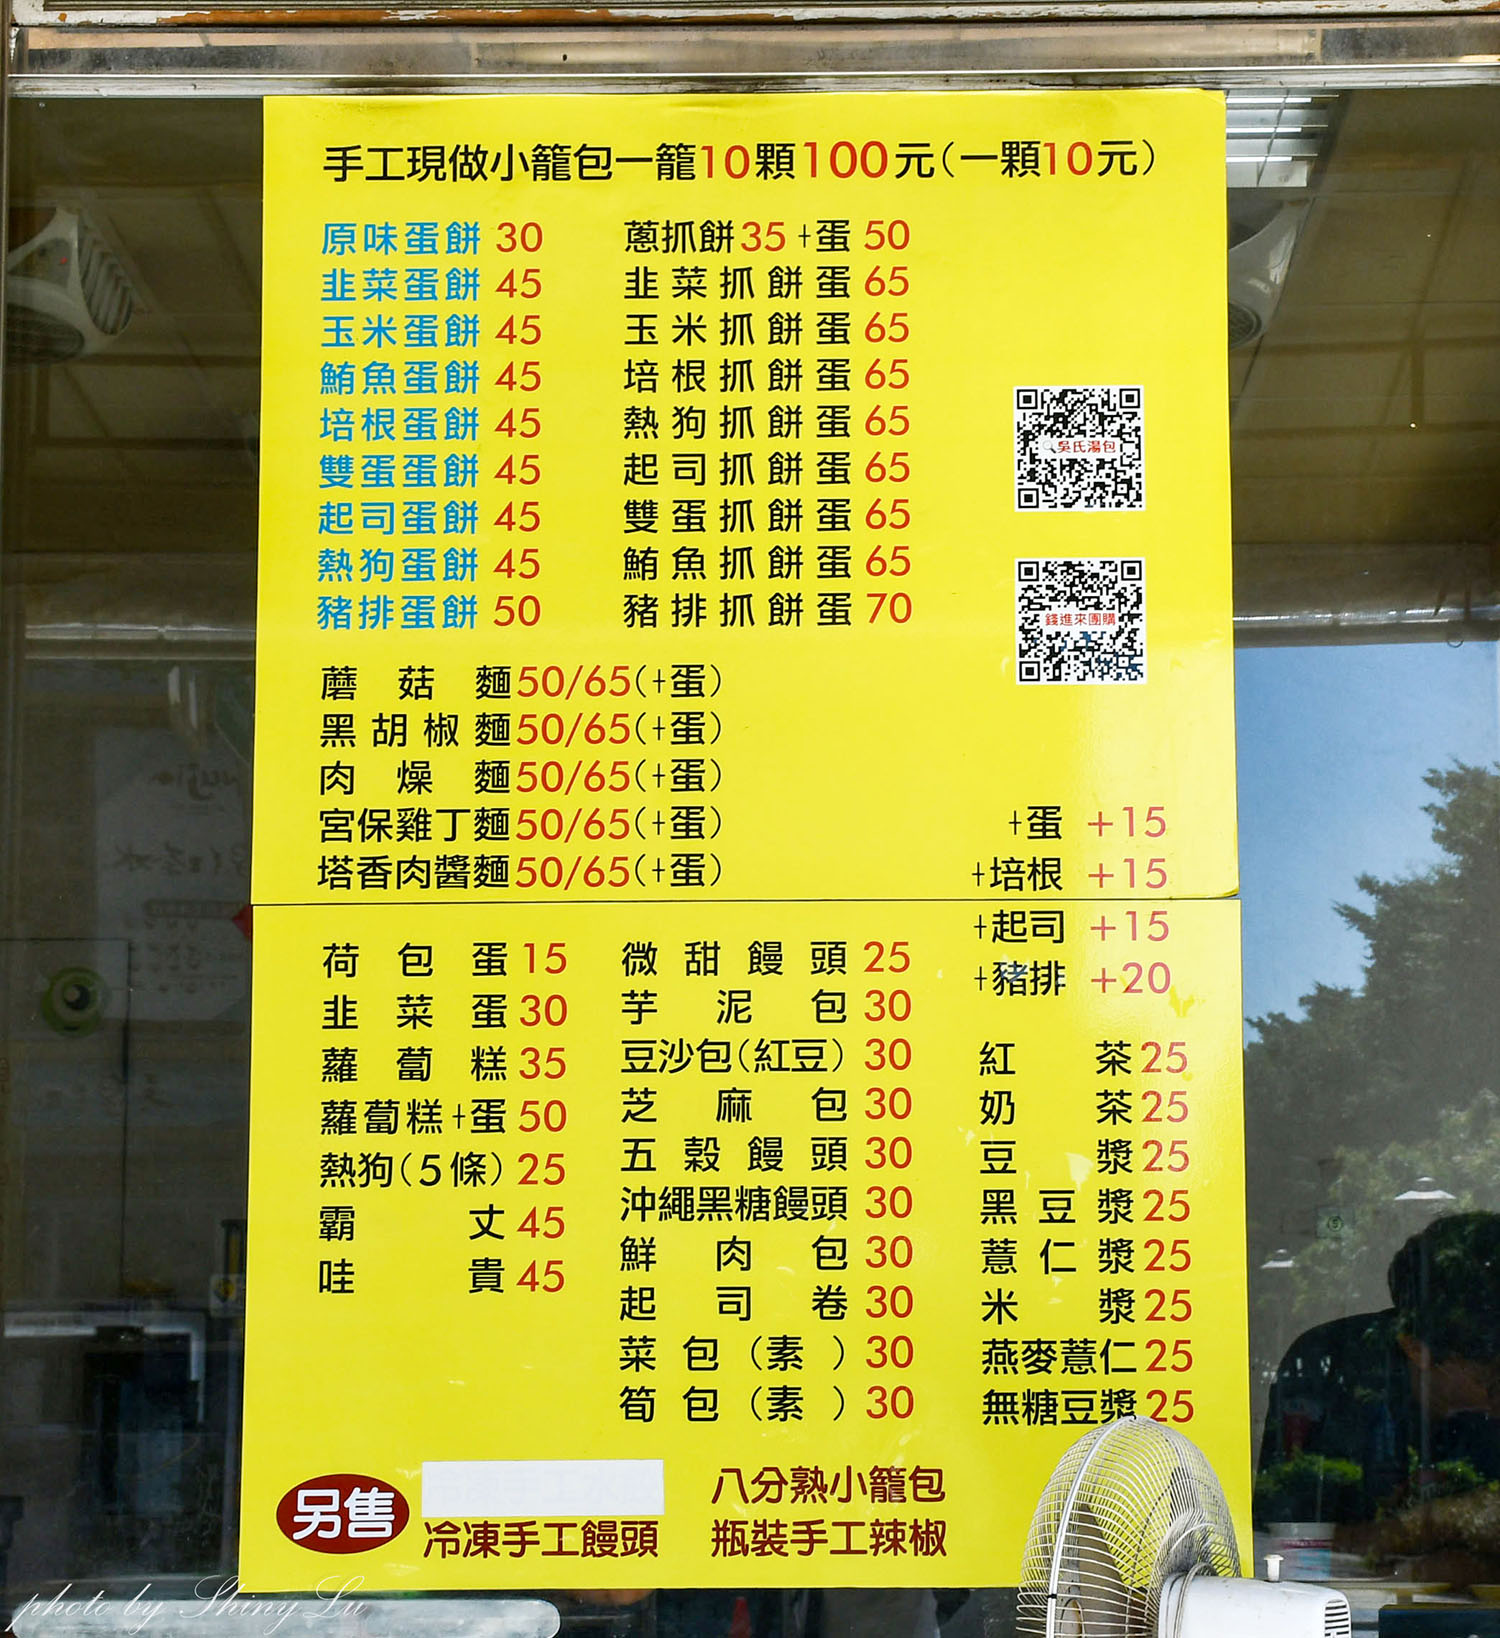 手工現做小籠包一籠10顆100元(一顆10元)
原味蛋餅 30
韭菜蛋餅 45
玉米蛋餅 45
鮪魚蛋餅 45
培根蛋餅 45
雙蛋蛋餅 45
起司蛋餅 45
熱狗蛋餅 45
豬排蛋餅 50
蔥抓餅35+蛋 50
韭菜抓餅蛋 65
玉米抓餅蛋 65
培根抓餅蛋 65
熱狗抓餅蛋 65
起司抓餅蛋 65
雙蛋抓餅蛋 65
鮪魚抓餅蛋 65
豬排抓餅蛋 70
吳氏湯包
錢進來團購
蘑菇麵50/65(+蛋)
黑胡椒麵50/65(+蛋)
肉燥麵50/65(+蛋)
宮保雞丁麵50/65(+蛋)
塔香肉醬麵50/65(+蛋)
+蛋 +15
+培根 +15
+起司 +15
+豬排 +20
荷包蛋 15
韭菜蛋 30
蘿蔔糕 35
蘿蔔糕+蛋 50
熱狗(5條) 25
霸丈 45
哇貴 45
微甜饅頭 25
芋泥包 30
豆沙包(紅豆) 30
芝麻包 30
五穀饅頭 30
沖繩黑糖饅頭 30
鮮肉包 30
起司卷 30
菜包(素) 30
筍包(素) 30
紅茶 25
奶茶 25
豆漿 25
黑豆漿 25
薏仁漿 25
米漿 25
燕麥薏仁 25
無糖豆漿 25
另售
冷凍手工饅頭
八分熟小籠包
瓶裝手工辣椒
photo by Shiny Lu